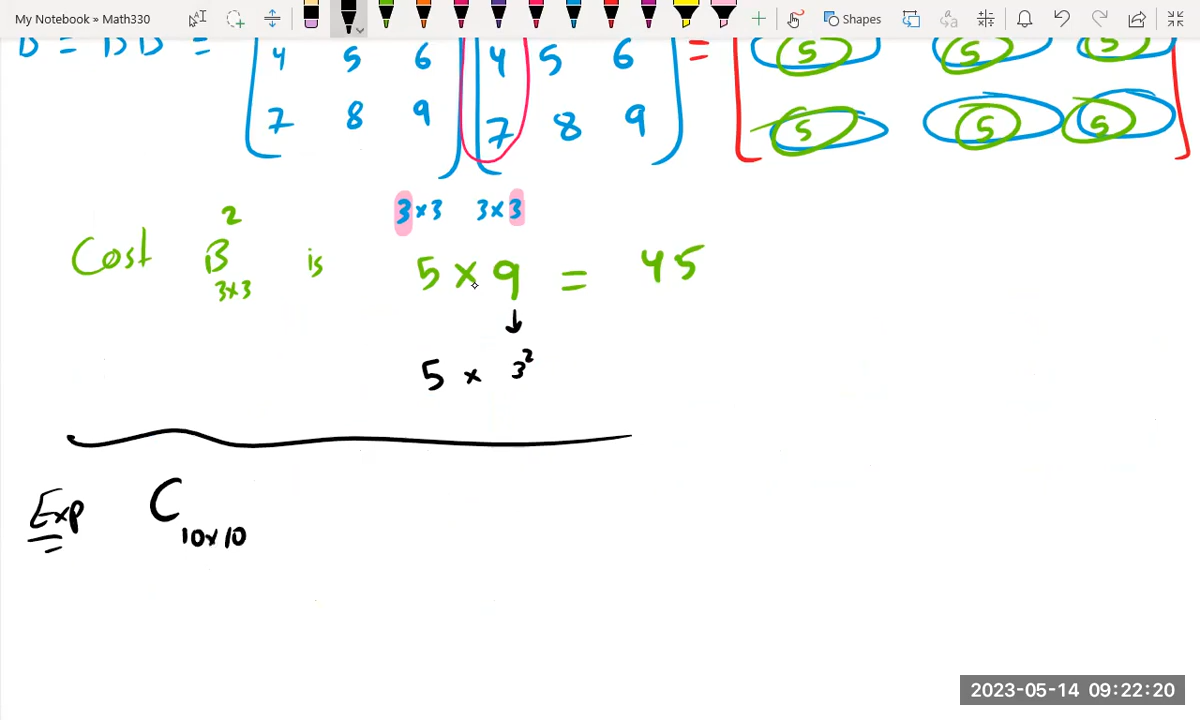 My Notebook » Math330 Shapes
B = BB = [ 4 5 6 ] [ 4 5 6 ] = [ 5 5 5 ]
7 8 9 7 8 9 5 5 5
3×3 3×3
Cost B² 3×3 is 5 × 9 = 45
↓
5 × 3²
Exp C 10×10
2023-05-14 09:22:20